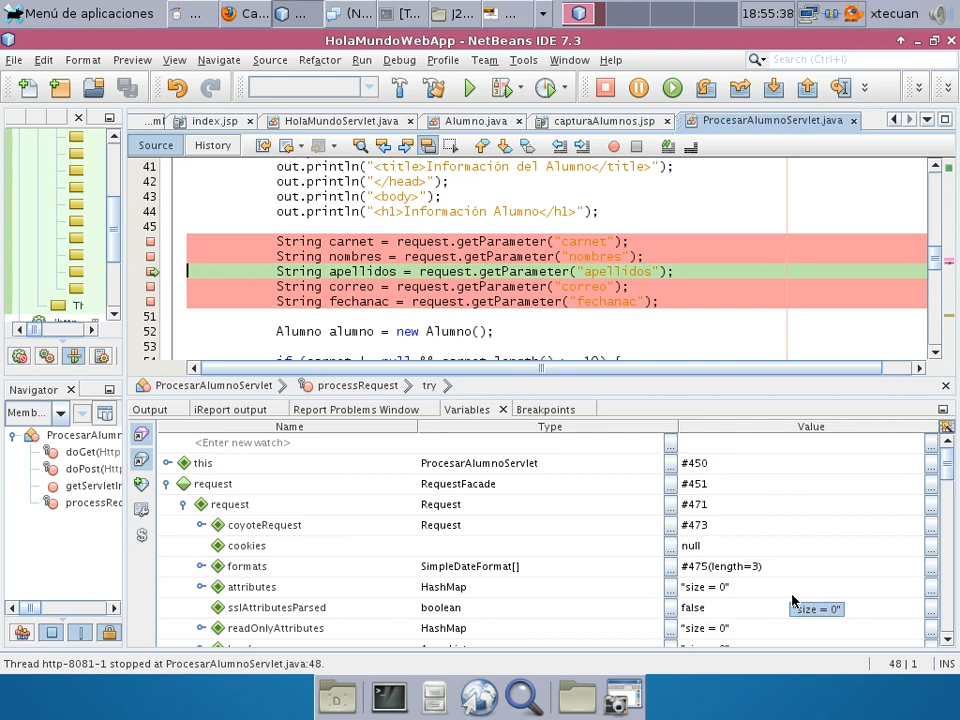 Menú de aplicaciones
...
Ca...
...
(N...
[T...
J2...
...
18:55:38
xtecuan
HolaMundoWebApp - NetBeans IDE 7.3
File Edit Format Preview View Navigate Source Refactor Run Debug Profile Team Tools Window Help
Search (Ctrl+I)
...m index.jsp HolaMundoServlet.java Alumno.java capturaAlumnos.jsp ProcesarAlumnoServlet.java
Source History
41 out.println("<title>Información del Alumno</title>");
42 out.println("</head>");
43 out.println("<body>");
44 out.println("<h1>Información Alumno</h1>");
45
String carnet = request.getParameter("carnet");
String nombres = request.getParameter("nombres");
String apellidos = request.getParameter("apellidos");
String correo = request.getParameter("correo");
String fechanac = request.getParameter("fechanac");
51
52 Alumno alumno = new Alumno();
53
Th
Navigator
Memb...
ProcesarAlumn
doGet(Http
doPost(Htt
getServletIn
processReq
ProcesarAlumnoServlet processRequest try
Output iReport output Report Problems Window Variables Breakpoints
Name Type Value
<Enter new watch>
this ProcesarAlumnoServlet #450
request RequestFacade #451
request Request #471
coyoteRequest Request #473
cookies null
formats SimpleDateFormat[] #475(length=3)
attributes HashMap "size = 0"
sslAttributesParsed boolean false
"size = 0"
readOnlyAttributes HashMap "size = 0"
Thread http-8081-1 stopped at ProcesarAlumnoServlet.java:48.
48 | 1 INS